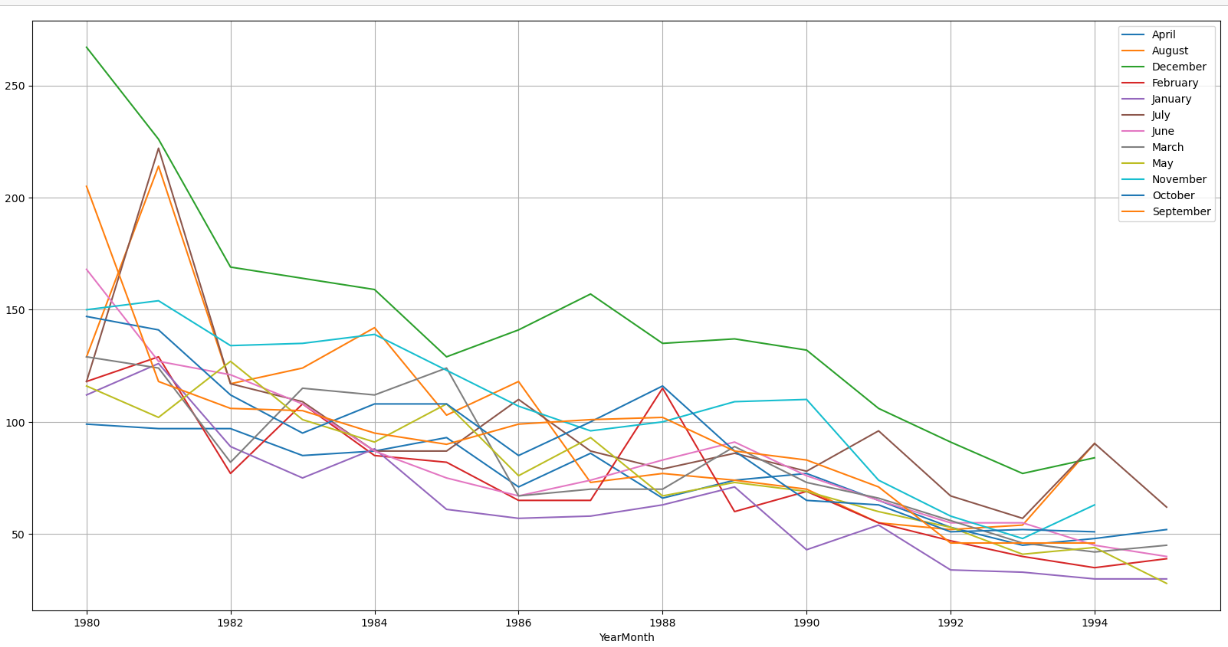 250
200
150
100
50
1980 1982 1984 1986 1988 1990 1992 1994
YearMonth
April
August
December
February
January
July
June
March
May
November
October
September